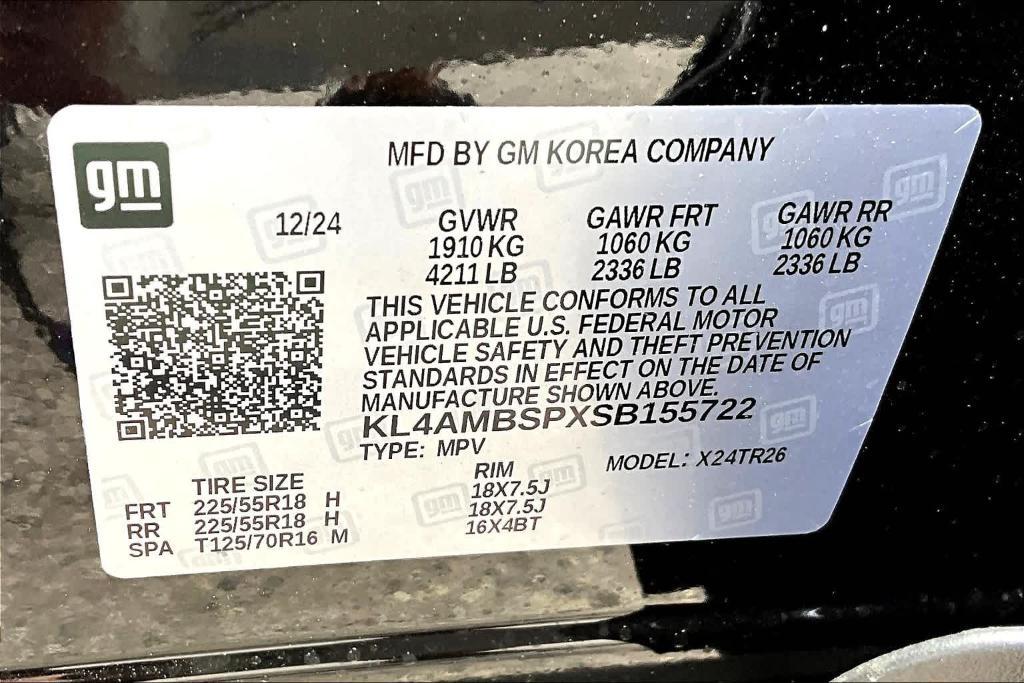 gm
MFD BY GM KOREA COMPANY
12/24 GVWR GAWR FRT GAWR RR
1910 KG 1060 KG 1060 KG
4211 LB 2336 LB 2336 LB
THIS VEHICLE CONFORMS TO ALL
APPLICABLE U.S. FEDERAL MOTOR
VEHICLE SAFETY AND THEFT PREVENTION
STANDARDS IN EFFECT ON THE DATE OF
MANUFACTURE SHOWN ABOVE.
KL4AMBSPXSB155722
TYPE: MPV MODEL: X24TR26
TIRE SIZE RIM
FRT 225/55R18 H 18X7.5J
RR 225/55R18 H 18X7.5J
SPA T125/70R16 M 16X4BT